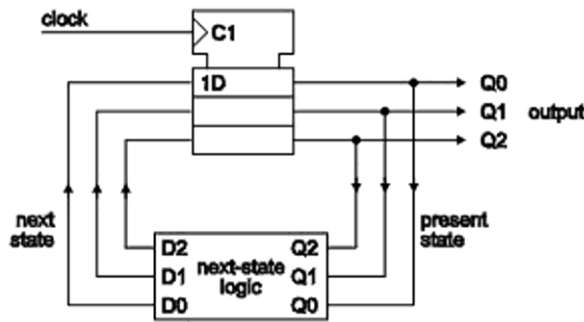 clock
C1
1D
Q0
Q1 output
Q2
next
state
present
state
D2 Q2
next-state
D1 Q1
logic
D0 Q0